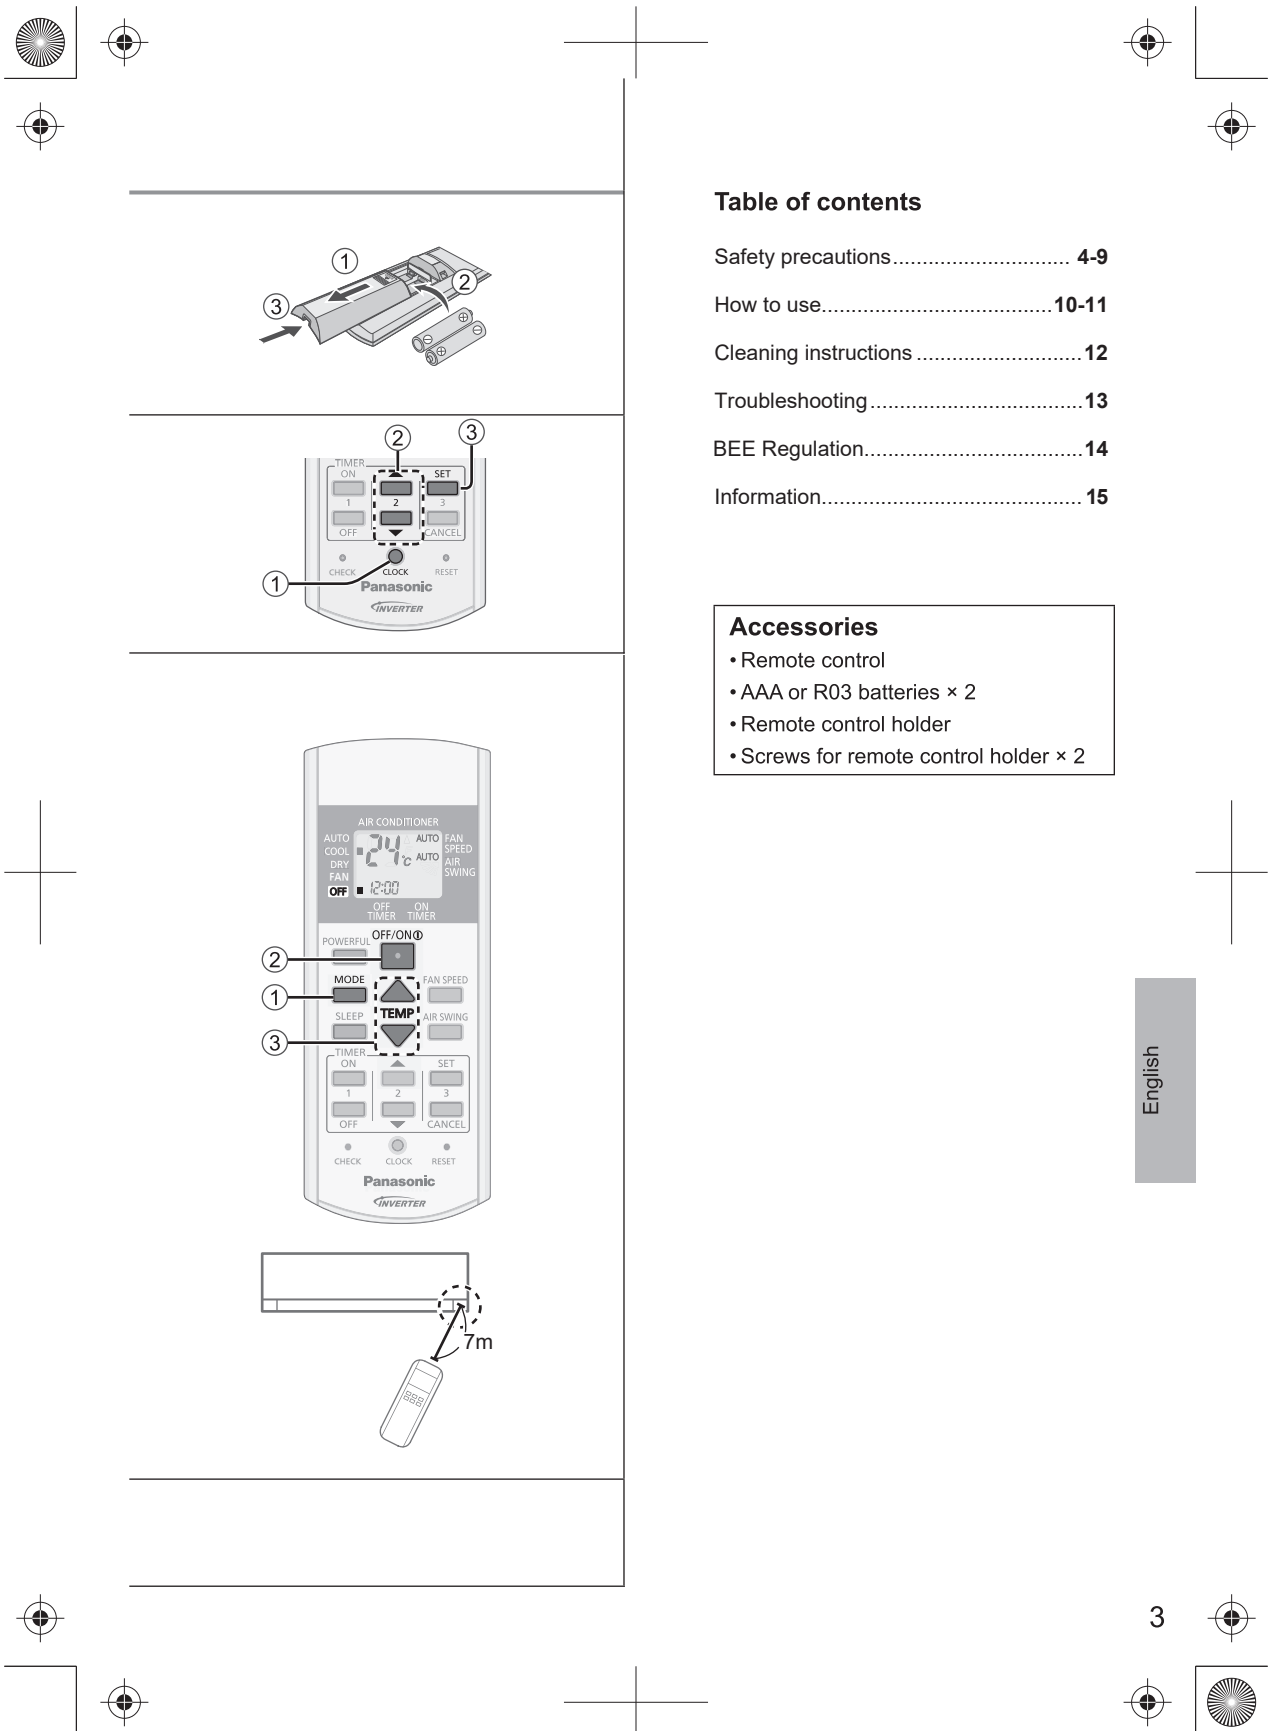 1
2
3
2
3
TIMER
ON
SET
1
2
3
OFF
CANCEL
CHECK
CLOCK
RESET
1
Panasonic
INVERTER
AIR CONDITIONER
AUTO
COOL
DRY
FAN
OFF
24°C
AUTO
AUTO
12:00
FAN
SPEED
AIR
SWING
OFF
TIMER
ON
TIMER
POWERFUL
OFF/ON
2
MODE
FAN SPEED
1
SLEEP
TEMP
AIR SWING
3
TIMER
ON
SET
1
2
3
OFF
CANCEL
CHECK
CLOCK
RESET
Panasonic
INVERTER
7m
Table of contents
Safety precautions.............................. 4-9
How to use.......................................10-11
Cleaning instructions ............................12
Troubleshooting....................................13
BEE Regulation.....................................14
Information............................................ 15
Accessories
• Remote control
• AAA or R03 batteries × 2
• Remote control holder
• Screws for remote control holder × 2
English
3